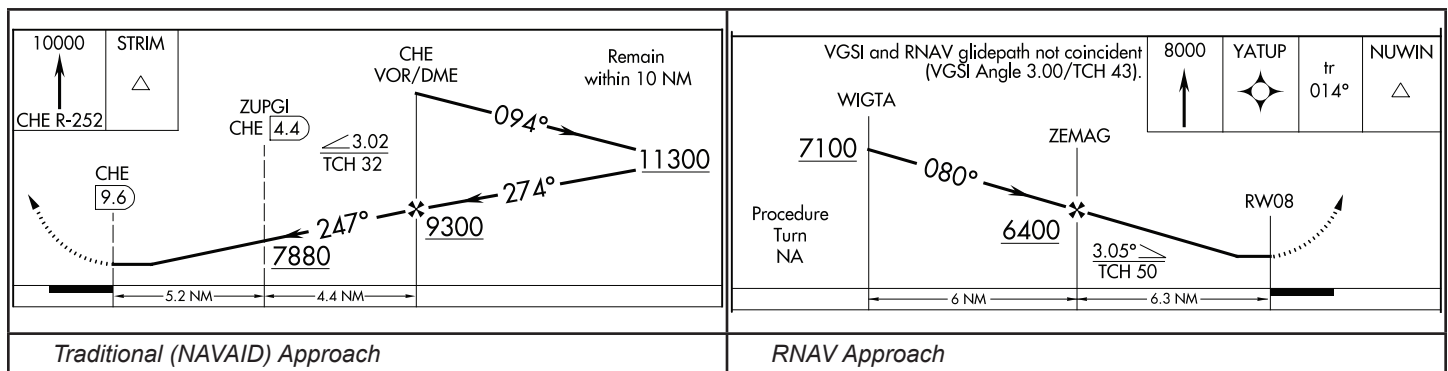 10000
CHE R-252
STRIM
CHE
VOR/DME
Remain
within 10 NM
ZUPGI
CHE 4.4
3.02
TCH 32
094°
11300
274°
CHE
9.6
247°
9300
7880
5.2 NM
4.4 NM
Traditional (NAVAID) Approach
VGSI and RNAV glidepath not coincident
(VGSI Angle 3.00/TCH 43).
8000
YATUP
tr
014°
NUWIN
WIGTA
7100
080°
ZEMAG
Procedure
Turn
NA
6400
3.05°
TCH 50
RW08
6 NM
6.3 NM
RNAV Approach